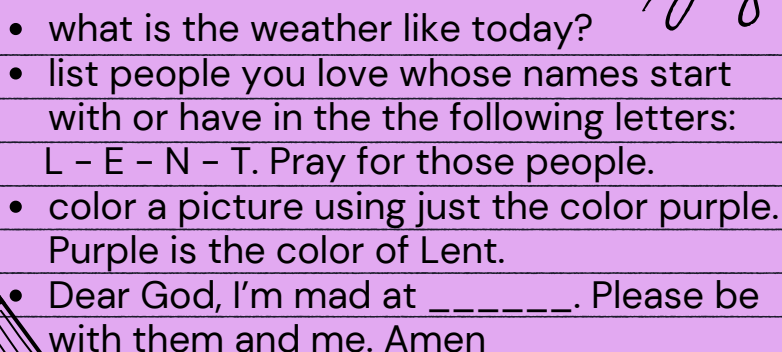 • what is the weather like today?
• list people you love whose names start
with or have in the the following letters:
L - E - N - T. Pray for those people.
• color a picture using just the color purple.
Purple is the color of Lent.
• Dear God, I'm mad at ______. Please be
with them and me. Amen